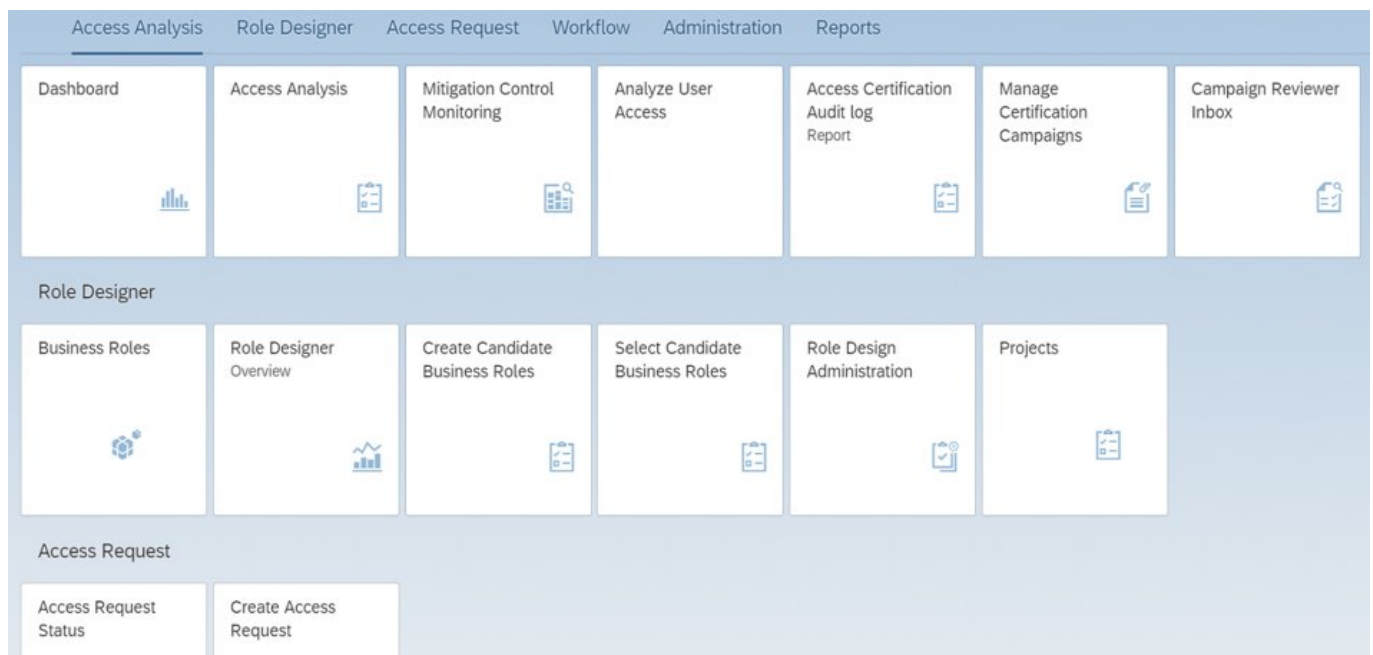 Access Analysis Role Designer Access Request Workflow Administration Reports
Dashboard
Access Analysis
Mitigation Control
Monitoring
Analyze User
Access
Access Certification
Audit log
Report
Manage
Certification
Campaigns
Campaign Reviewer
Inbox
Role Designer
Business Roles
Role Designer
Overview
Create Candidate
Business Roles
Select Candidate
Business Roles
Role Design
Administration
Projects
Access Request
Access Request
Status
Create Access
Request